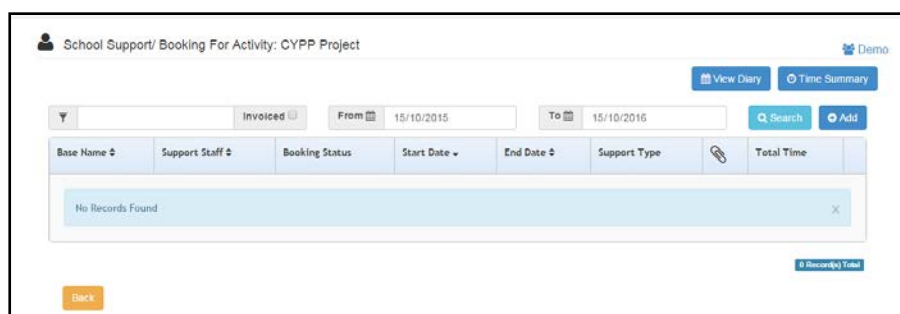 School Support/ Booking For Activity: CYPP Project
Demo
View Diary Time Summary
Invoiced From 15/10/2015 To 15/10/2016 Search Add
Base Name Support Staff Booking Status Start Date End Date Support Type Total Time
No Records Found X
0 Record(s) Total
Back